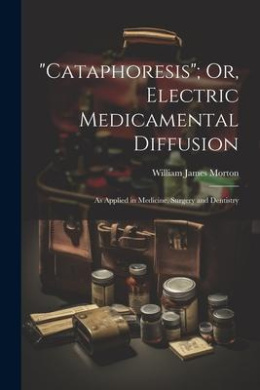 "Cataphoresis"; Or,
Electric
Medicamental
Diffusion
William James Morton
As Applied in Medicine, Surgery and Dentistry